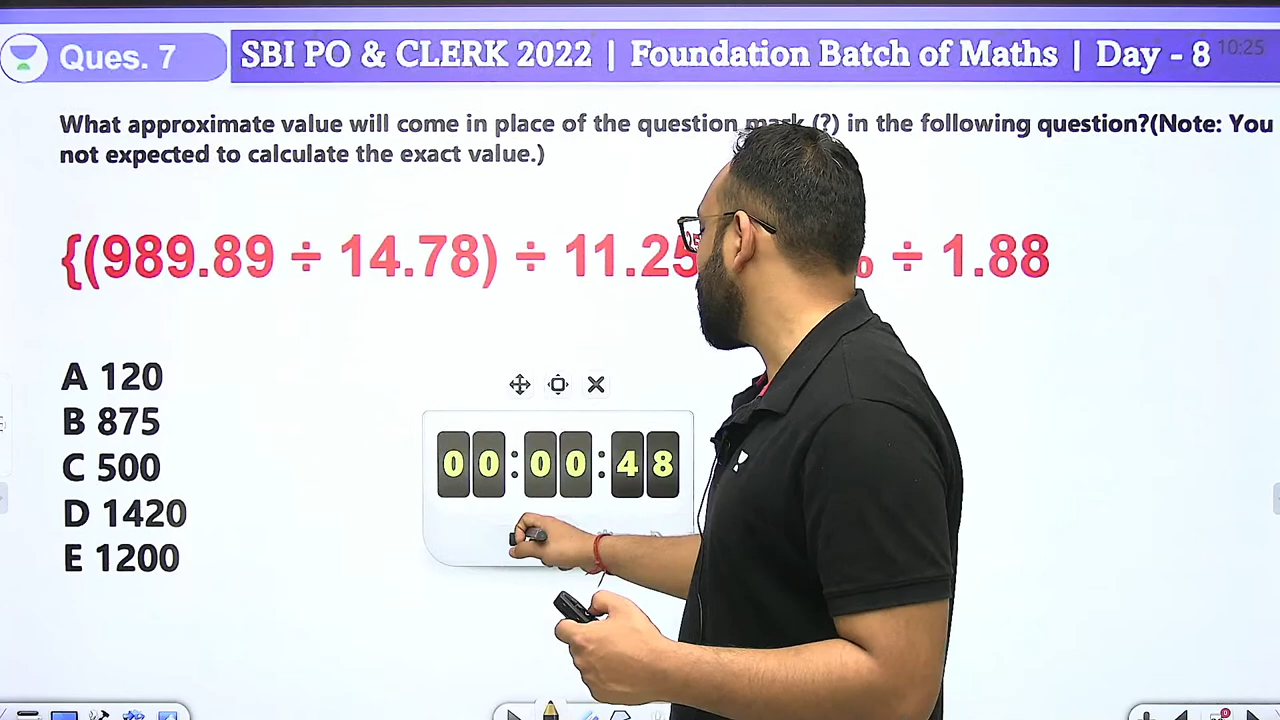 Ques. 7
SBI PO & CLERK 2022 | Foundation Batch of Maths | Day - 8
10:25
What approximate value will come in place of the question mark (?) in the following question?(Note: You
not expected to calculate the exact value.)
{(989.89 ÷ 14.78) ÷ 11.25 ÷ 1.88
A 120
B 875
C 500
D 1420
E 1200
00:00:48